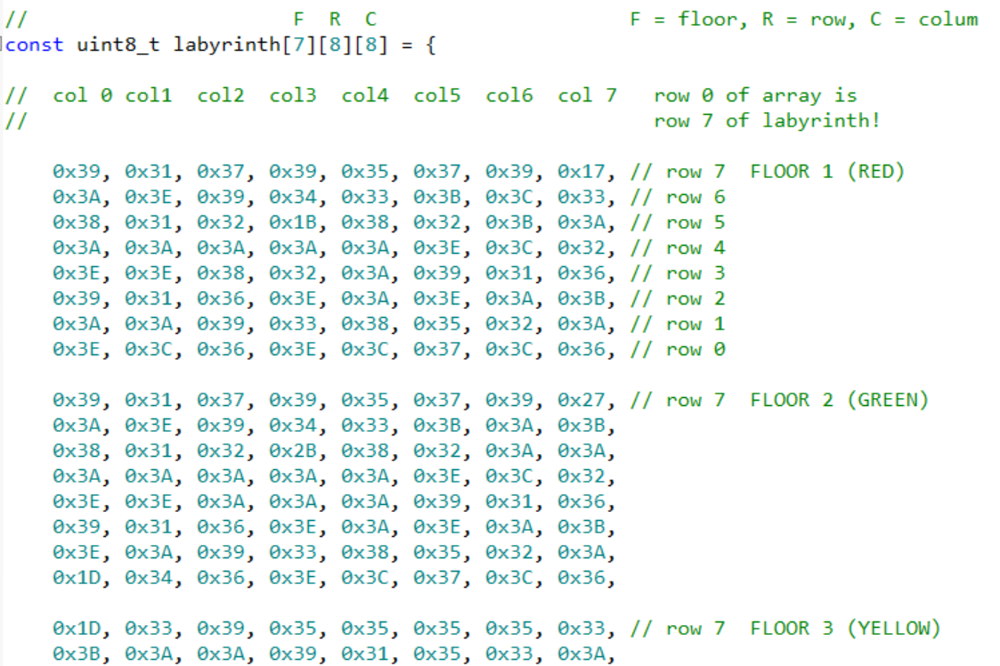 //                      F  R  C                     F = floor, R = row, C = colum
const uint8_t labyrinth[7][8][8] = {
//  col 0 col1  col2  col3  col4  col5  col6  col 7   row 0 of array is
//                                                    row 7 of labyrinth!
    0x39, 0x31, 0x37, 0x39, 0x35, 0x37, 0x39, 0x17, // row 7  FLOOR 1 (RED)
    0x3A, 0x3E, 0x39, 0x34, 0x33, 0x3B, 0x3C, 0x33, // row 6
    0x38, 0x31, 0x32, 0x1B, 0x38, 0x32, 0x3B, 0x3A, // row 5
    0x3A, 0x3A, 0x3A, 0x3A, 0x3A, 0x3E, 0x3C, 0x32, // row 4
    0x3E, 0x3E, 0x38, 0x32, 0x3A, 0x39, 0x31, 0x36, // row 3
    0x39, 0x31, 0x36, 0x3E, 0x3A, 0x3E, 0x3A, 0x3B, // row 2
    0x3A, 0x3A, 0x39, 0x33, 0x38, 0x35, 0x32, 0x3A, // row 1
    0x3E, 0x3C, 0x36, 0x3E, 0x3C, 0x37, 0x3C, 0x36, // row 0
    0x39, 0x31, 0x37, 0x39, 0x35, 0x37, 0x39, 0x27, // row 7  FLOOR 2 (GREEN)
    0x3A, 0x3E, 0x39, 0x34, 0x33, 0x3B, 0x3A, 0x3B,
    0x38, 0x31, 0x32, 0x2B, 0x38, 0x32, 0x3A, 0x3A,
    0x3A, 0x3A, 0x3A, 0x3A, 0x3A, 0x3E, 0x3C, 0x32,
    0x3E, 0x3E, 0x3A, 0x3A, 0x3A, 0x39, 0x31, 0x36,
    0x39, 0x31, 0x36, 0x3E, 0x3A, 0x3E, 0x3A, 0x3B,
    0x3E, 0x3A, 0x39, 0x33, 0x38, 0x35, 0x32, 0x3A,
    0x1D, 0x34, 0x36, 0x3E, 0x3C, 0x37, 0x3C, 0x36,
    0x1D, 0x33, 0x39, 0x35, 0x35, 0x35, 0x35, 0x33, // row 7  FLOOR 3 (YELLOW)
    0x3B, 0x3A, 0x3A, 0x39, 0x31, 0x35, 0x33, 0x3A,